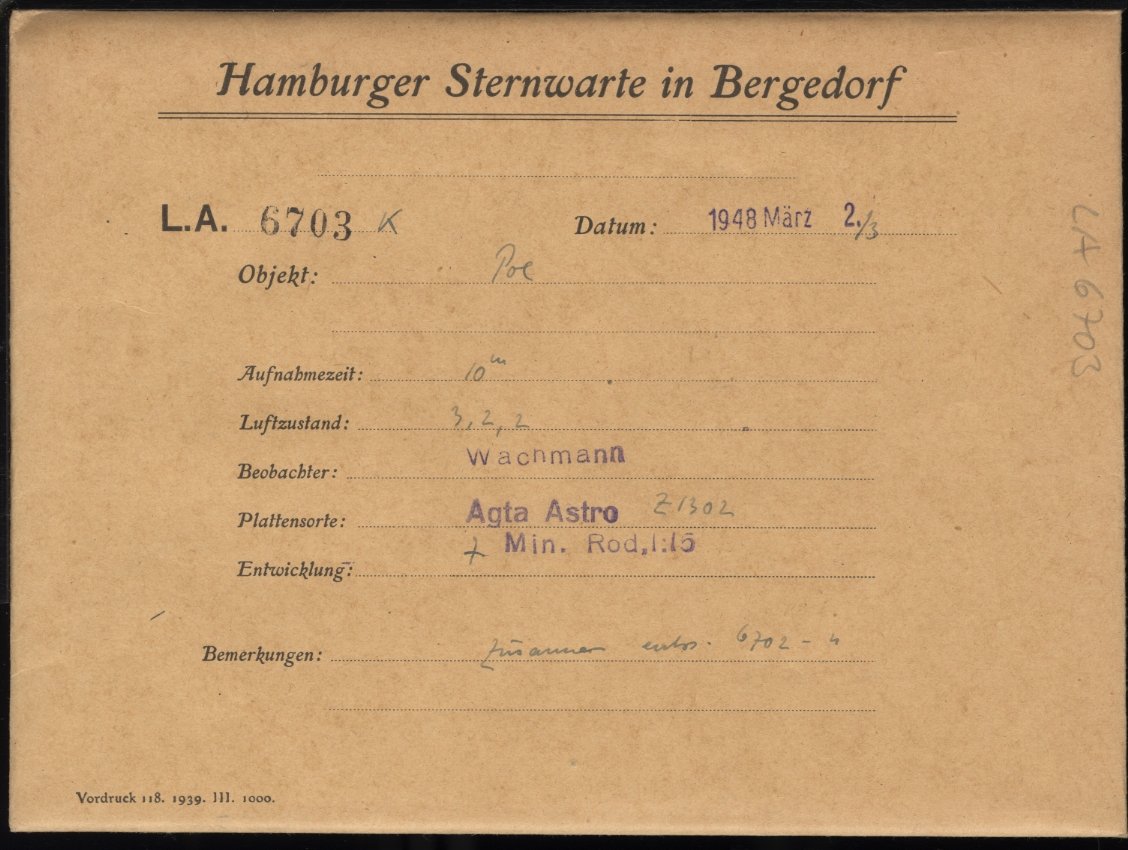 Hamburger Sternwarte in Bergedorf
L.A. 6703 K
Datum: 1948 März 2./3
Objekt: Pol
Aufnahmezeit: 10m
Luftzustand: 3, 2, 2
Beobachter: Wachmann
Plattensorte: Agfa Astro Z 1302
Entwicklung: 7 Min. Rod, 1:15
Bemerkungen: zusammen entw. 6702 - 4
Vordruck 118. 1939. III. 1000.
LA 6703